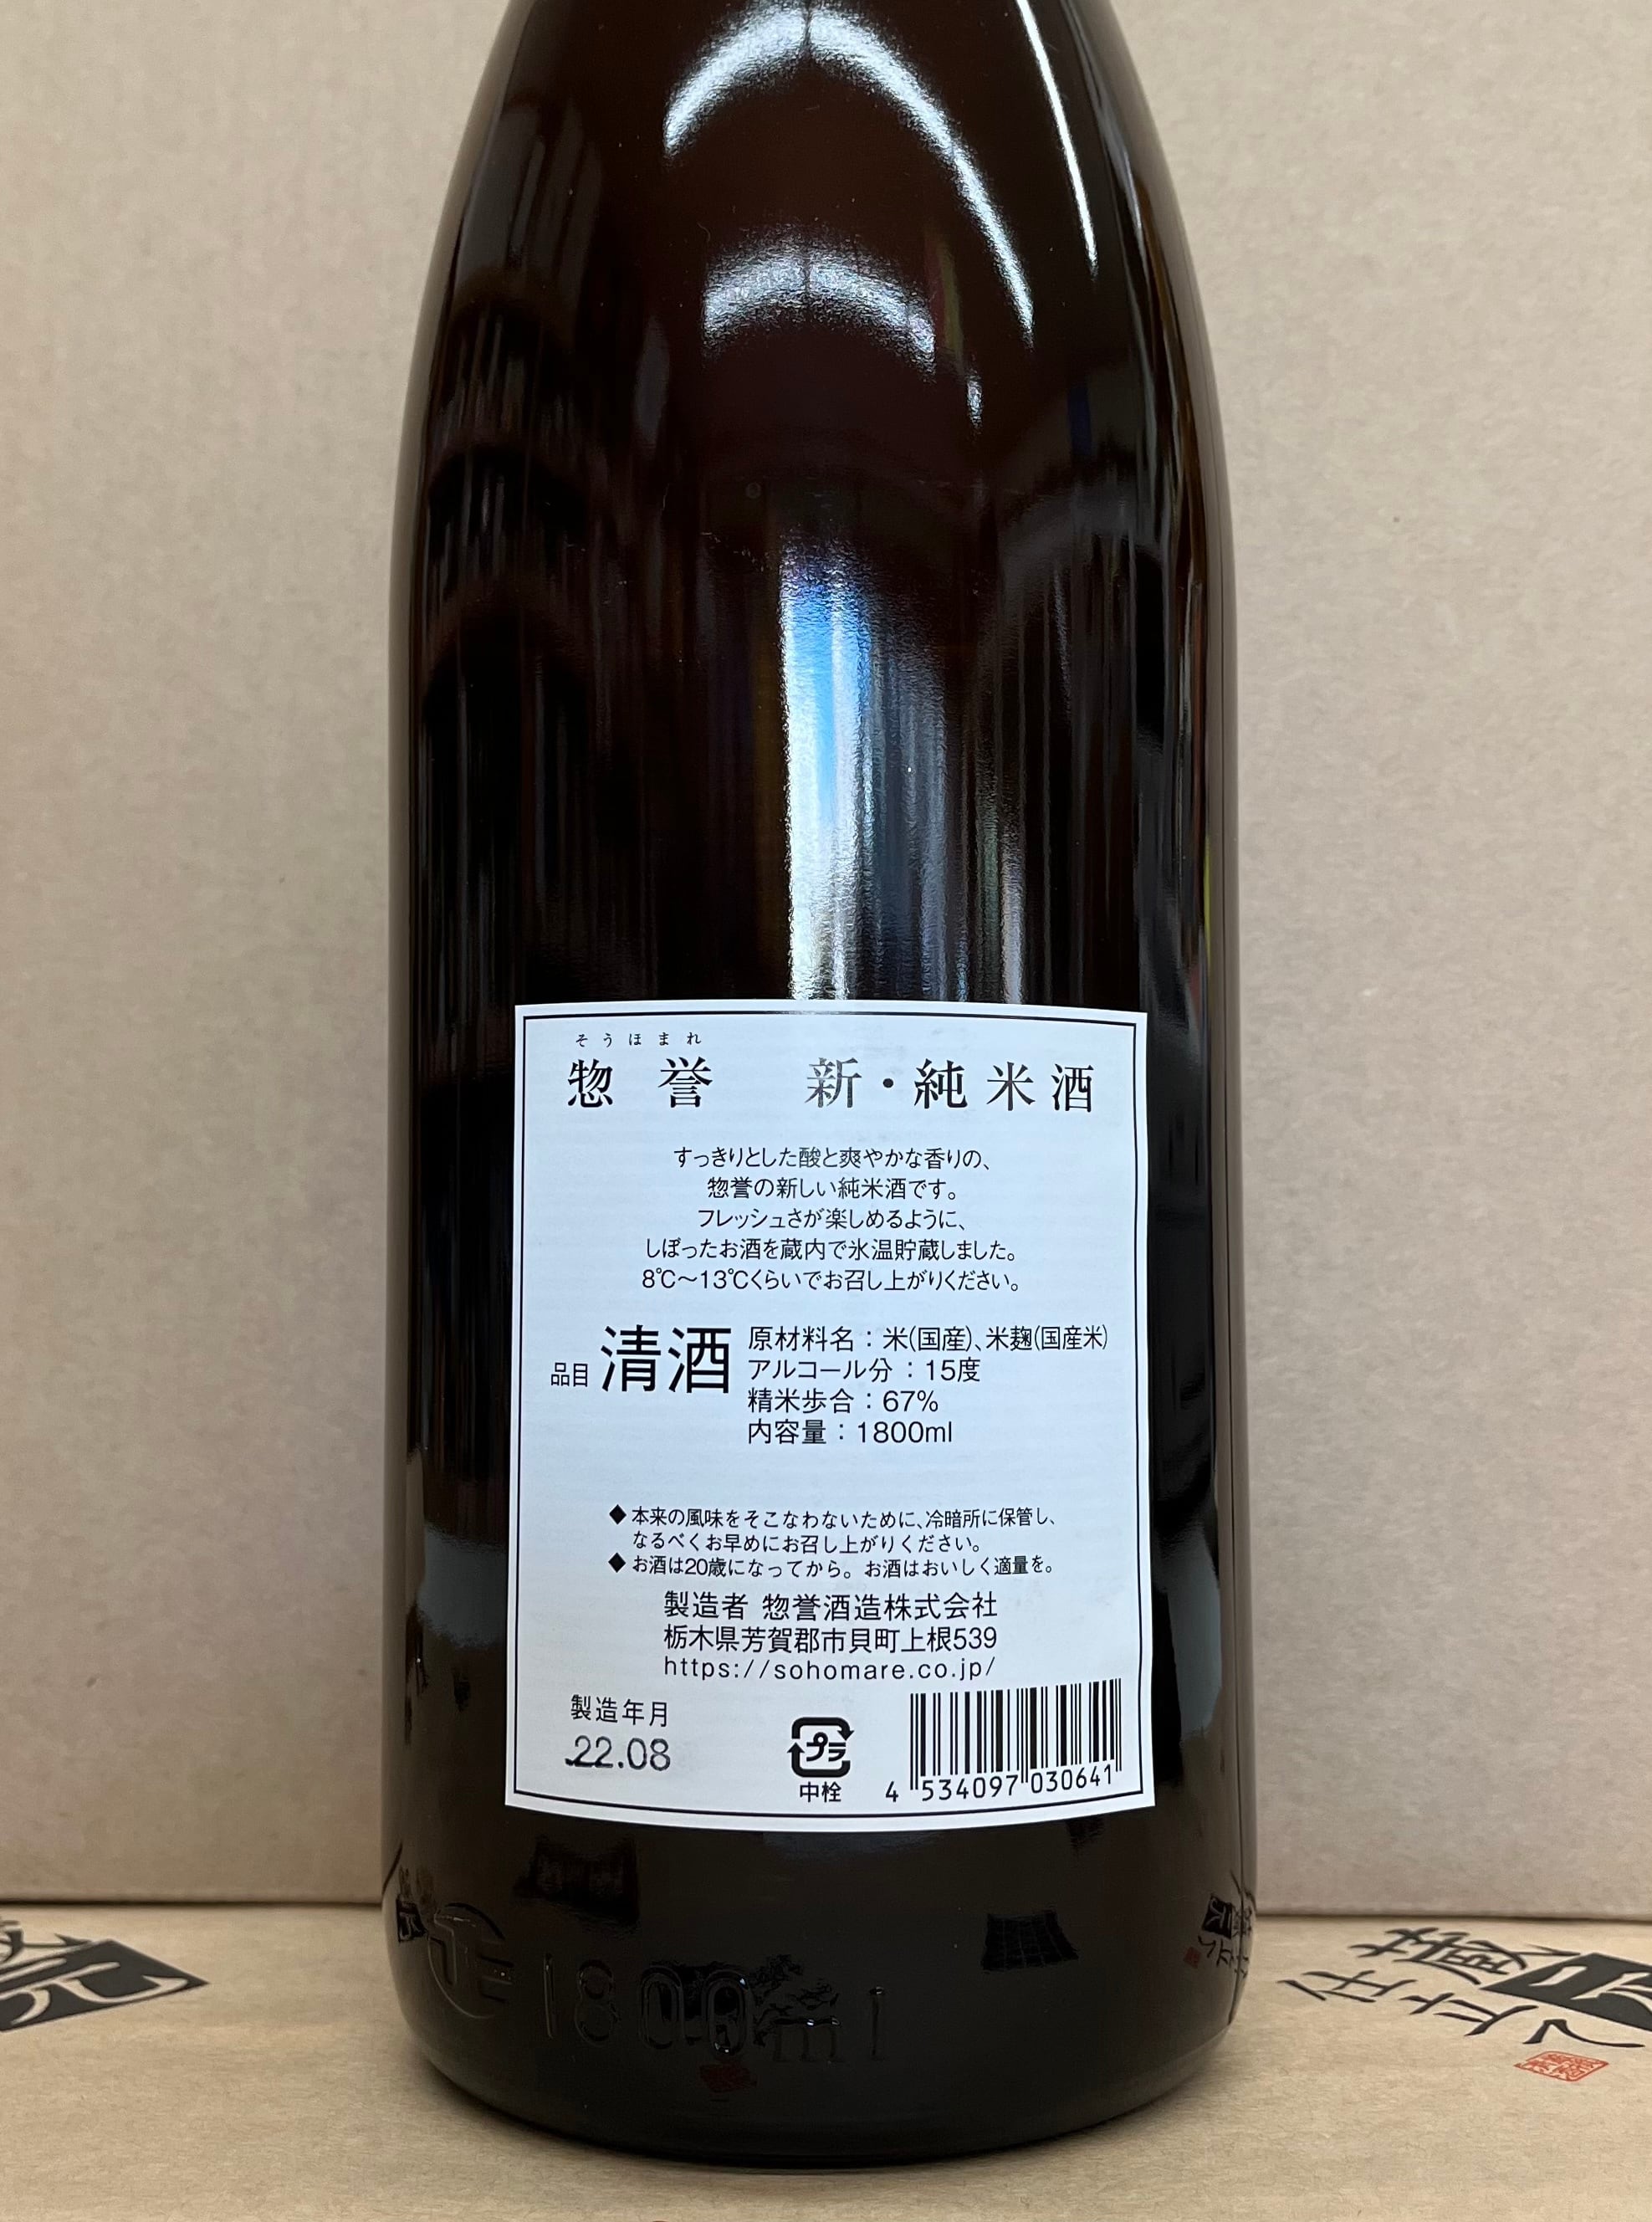 そうほまれ
惣誉 新・純米酒
すっきりとした酸と爽やかな香りの、
惣誉の新しい純米酒です。
フレッシュさが楽しめるように、
しぼったお酒を蔵内で氷温貯蔵しました。
8℃〜13℃くらいでお召し上がりください。
品目 清酒
原材料名：米(国産)、米麹(国産米)
アルコール分：15度
精米歩合：67%
内容量：1800ml
◆本来の風味をそこなわないために、冷暗所に保管し、
なるべくお早めにお召し上がりください。
◆お酒は20歳になってから。お酒はおいしく適量を。
製造者 惣誉酒造株式会社
栃木県芳賀郡市貝町上根539
https://sohomare.co.jp/
製造年月
22.08
プラ
中栓
4 534097 030641
1800ml
蔵元
仕立